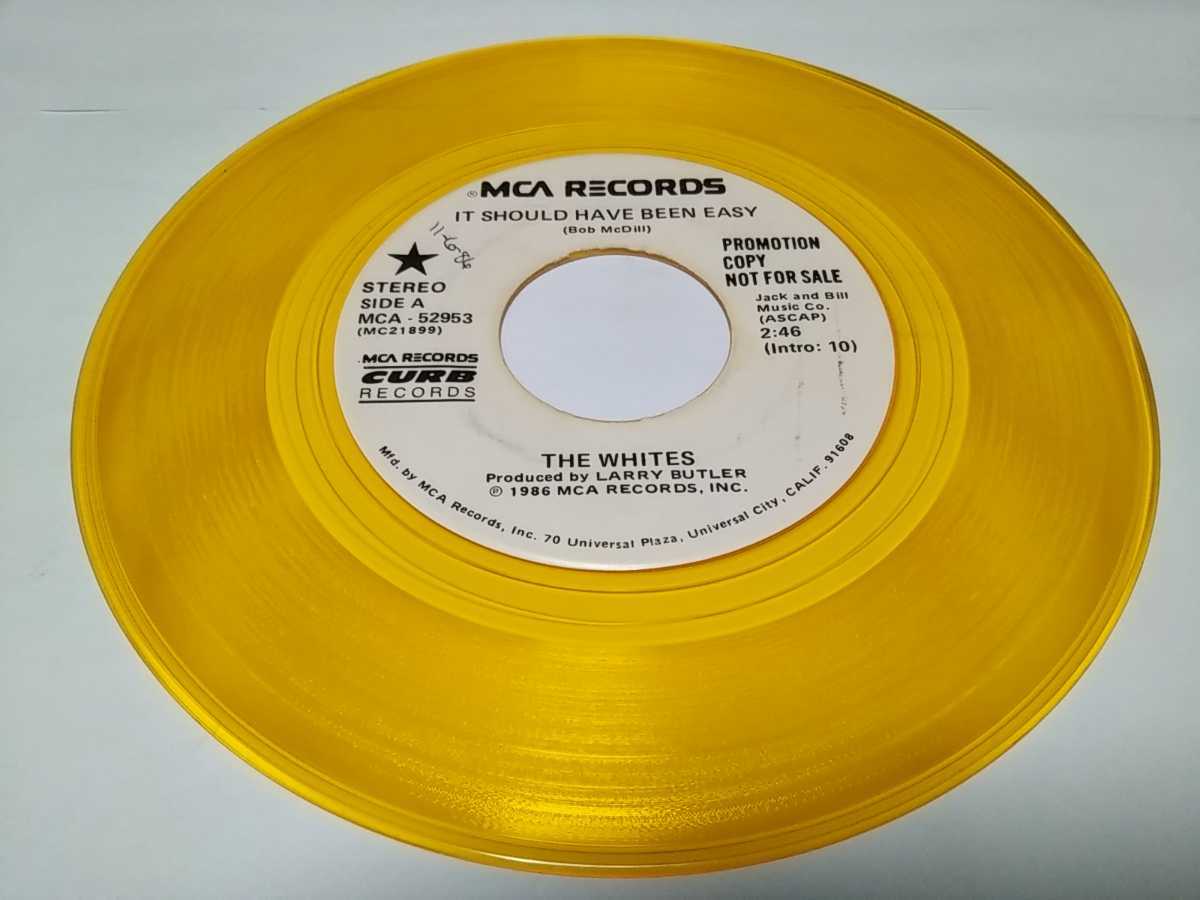 ® MCA RECORDS
IT SHOULD HAVE BEEN EASY
(Bob McDill)
11-6-86
STEREO
SIDE A
MCA - 52953
(MC21899)
MCA RECORDS
CURB
RECORDS
PROMOTION
COPY
NOT FOR SALE
Jack and Bill
Music Co.
(ASCAP)
2:46
(Intro: 10)
THE WHITES
Produced by LARRY BUTLER
℗ 1986 MCA RECORDS, INC.
Mfd. by MCA Records, Inc. 70 Universal Plaza, Universal City, CALIF. 91608